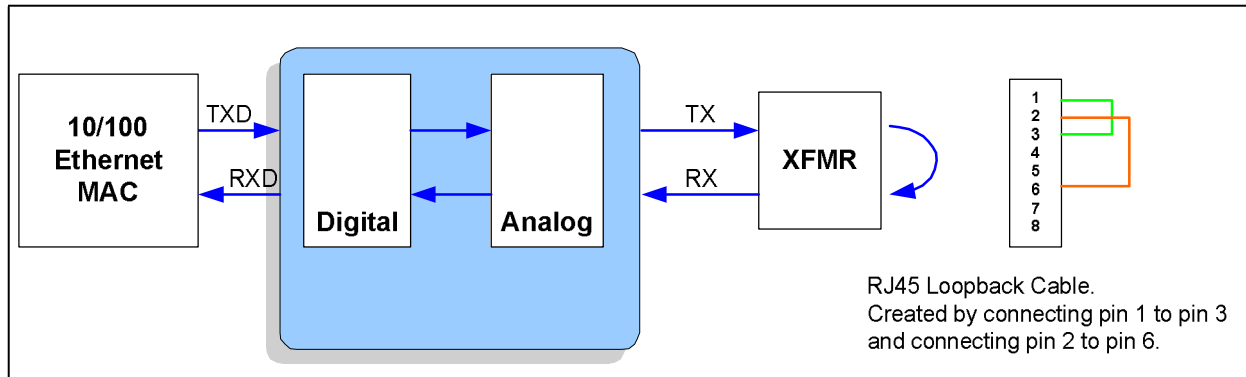 10/100
Ethernet
MAC
TXD
RXD
Digital
Analog
TX
RX
XFMR
1
2
3
4
5
6
7
8
RJ45 Loopback Cable.
Created by connecting pin 1 to pin 3
and connecting pin 2 to pin 6.